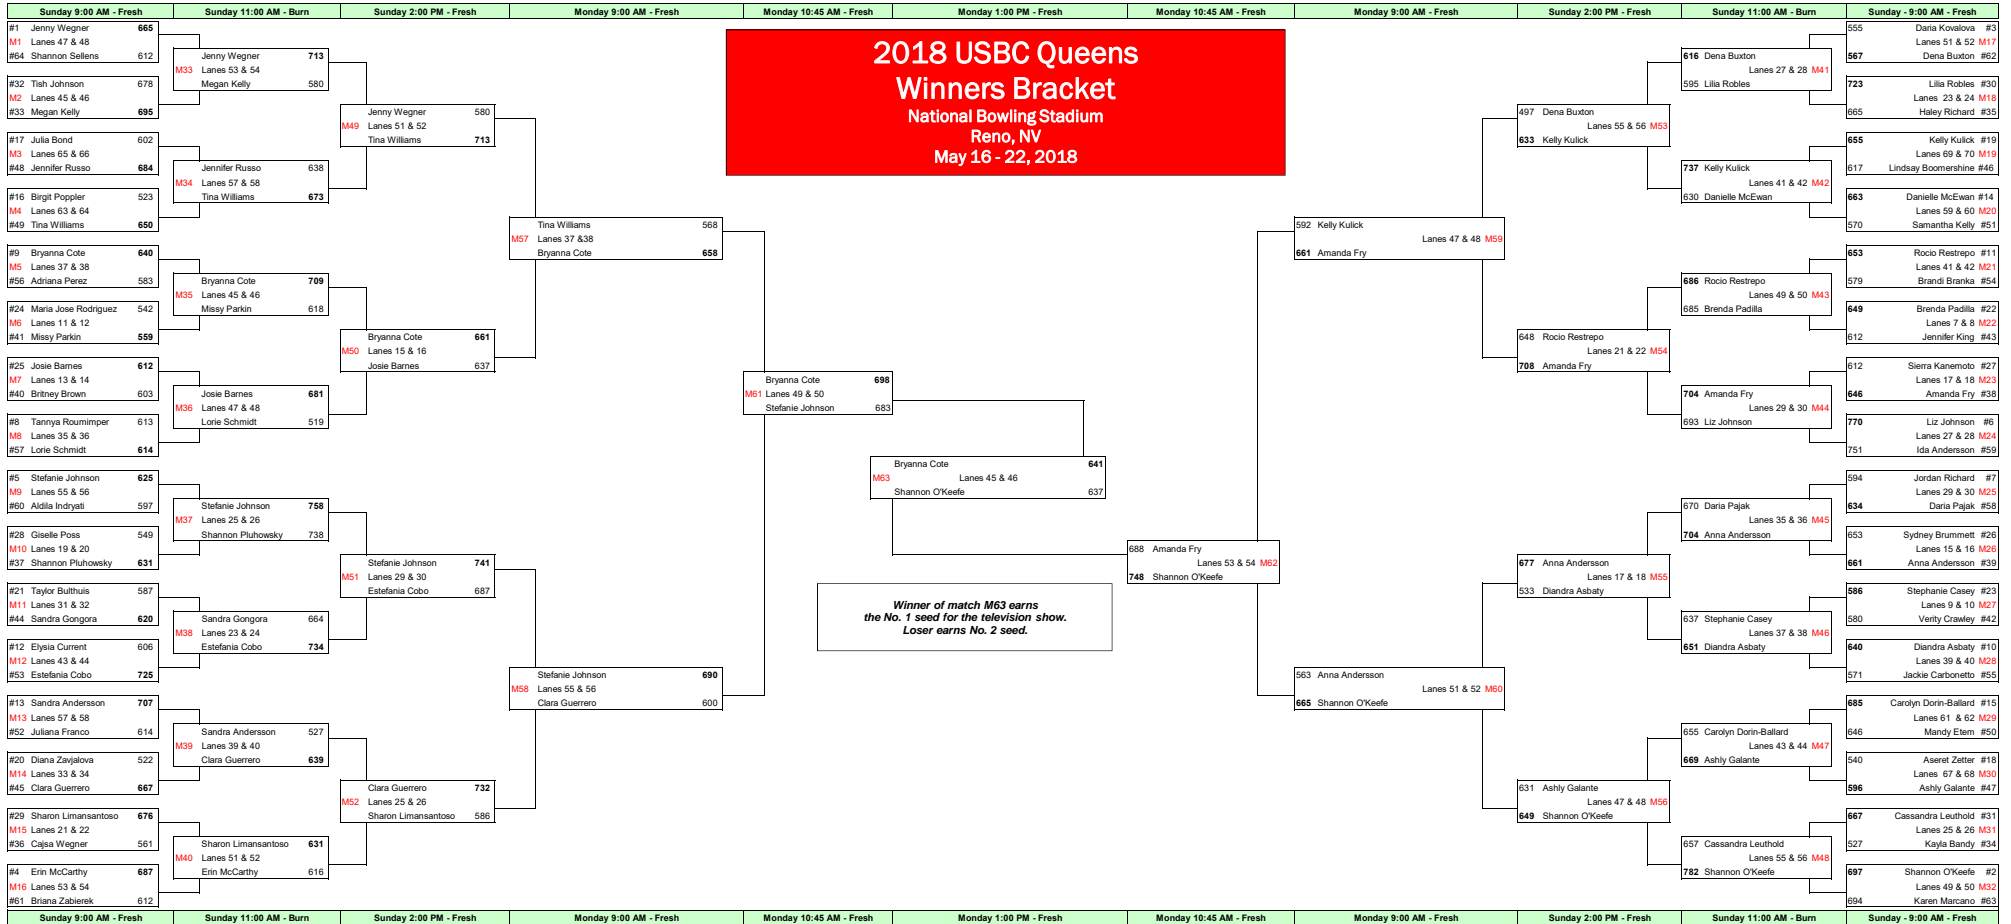 Sunday 9:00 AM - Fresh
Sunday 11:00 AM - Burn
Sunday 2:00 PM - Fresh
Monday 9:00 AM - Fresh
Monday 10:45 AM - Fresh
Monday 1:00 PM - Fresh
Monday 10:45 AM - Fresh
Monday 9:00 AM - Fresh
Sunday 2:00 PM - Fresh
Sunday 11:00 AM - Burn
Sunday - 9:00 AM - Fresh
2018 USBC Queens
Winners Bracket
National Bowling Stadium
Reno, NV
May 16 - 22, 2018
#1 Jenny Wegner 665
M1 Lanes 47 & 48
#64 Shannon Sellens 612
#32 Tish Johnson 678
M2 Lanes 45 & 46
#33 Megan Kelly 695
#17 Julia Bond 602
M3 Lanes 65 & 66
#48 Jennifer Russo 684
#16 Birgit Poppler 523
M4 Lanes 63 & 64
#49 Tina Williams 650
#9 Bryanna Cote 640
M5 Lanes 37 & 38
#56 Adriana Perez 583
#24 Maria Jose Rodriguez 542
M6 Lanes 11 & 12
#41 Missy Parkin 559
#25 Josie Barnes 612
M7 Lanes 13 & 14
#40 Britney Brown 603
#8 Tannya Roumimper 613
M8 Lanes 35 & 36
#57 Lorie Schmidt 614
#5 Stefanie Johnson 625
M9 Lanes 55 & 56
#60 Aldila Indryati 597
#28 Giselle Poss 549
M10 Lanes 19 & 20
#37 Shannon Pluhowsky 631
#21 Taylor Bulthuis 587
M11 Lanes 31 & 32
#44 Sandra Gongora 620
#12 Elysia Current 606
M12 Lanes 43 & 44
#53 Estefania Cobo 725
#13 Sandra Andersson 707
M13 Lanes 57 & 58
#52 Juliana Franco 614
#20 Diana Zavjalova 522
M14 Lanes 33 & 34
#45 Clara Guerrero 667
#29 Sharon Limansantoso 676
M15 Lanes 21 & 22
#36 Cajsa Wegner 561
#4 Erin McCarthy 687
M16 Lanes 53 & 54
#61 Briana Zabierek 612
Jenny Wegner 713
M33 Lanes 53 & 54
Megan Kelly 580
Jennifer Russo 638
M34 Lanes 57 & 58
Tina Williams 673
Bryanna Cote 709
M35 Lanes 45 & 46
Missy Parkin 618
Josie Barnes 681
M36 Lanes 47 & 48
Lorie Schmidt 519
Stefanie Johnson 758
M37 Lanes 25 & 26
Shannon Pluhowsky 738
Sandra Gongora 664
M38 Lanes 23 & 24
Estefania Cobo 734
Sandra Andersson 527
M39 Lanes 39 & 40
Clara Guerrero 639
Sharon Limansantoso 631
M40 Lanes 51 & 52
Erin McCarthy 616
Jenny Wegner 580
M49 Lanes 51 & 52
Tina Williams 713
Bryanna Cote 661
M50 Lanes 15 & 16
Josie Barnes 637
Stefanie Johnson 741
M51 Lanes 29 & 30
Estefania Cobo 687
Clara Guerrero 732
M52 Lanes 25 & 26
Sharon Limansantoso 586
Tina Williams 568
M57 Lanes 37 &38
Bryanna Cote 658
Stefanie Johnson 690
M58 Lanes 55 & 56
Clara Guerrero 600
Bryanna Cote 698
M61 Lanes 49 & 50
Stefanie Johnson 683
Bryanna Cote 641
M63 Lanes 45 & 46
Shannon O'Keefe 637
Winner of match M63 earns
the No. 1 seed for the television show.
Loser earns No. 2 seed.
688 Amanda Fry
Lanes 53 & 54 M62
748 Shannon O'Keefe
592 Kelly Kulick
Lanes 47 & 48 M59
661 Amanda Fry
563 Anna Andersson
Lanes 51 & 52 M60
665 Shannon O'Keefe
497 Dena Buxton
Lanes 55 & 56 M53
633 Kelly Kulick
648 Rocio Restrepo
Lanes 21 & 22 M54
708 Amanda Fry
677 Anna Andersson
Lanes 17 & 18 M55
533 Diandra Asbaty
631 Ashly Galante
Lanes 47 & 48 M56
649 Shannon O'Keefe
616 Dena Buxton
Lanes 27 & 28 M41
595 Lilia Robles
737 Kelly Kulick
Lanes 41 & 42 M42
630 Danielle McEwan
686 Rocio Restrepo
Lanes 49 & 50 M43
685 Brenda Padilla
704 Amanda Fry
Lanes 29 & 30 M44
693 Liz Johnson
670 Daria Pajak
Lanes 35 & 36 M45
704 Anna Andersson
637 Stephanie Casey
Lanes 37 & 38 M46
651 Diandra Asbaty
655 Carolyn Dorin-Ballard
Lanes 43 & 44 M47
669 Ashly Galante
657 Cassandra Leuthold
Lanes 55 & 56 M48
782 Shannon O'Keefe
555 Daria Kovalova #3
Lanes 51 & 52 M17
567 Dena Buxton #62
723 Lilia Robles #30
Lanes 23 & 24 M18
665 Haley Richard #35
655 Kelly Kulick #19
Lanes 69 & 70 M19
617 Lindsay Boomershine #46
663 Danielle McEwan #14
Lanes 59 & 60 M20
570 Samantha Kelly #51
653 Rocio Restrepo #11
Lanes 41 & 42 M21
579 Brandi Branka #54
649 Brenda Padilla #22
Lanes 7 & 8 M22
612 Jennifer King #43
612 Sierra Kanemoto #27
Lanes 17 & 18 M23
646 Amanda Fry #38
770 Liz Johnson #6
Lanes 27 & 28 M24
751 Ida Andersson #59
594 Jordan Richard #7
Lanes 29 & 30 M25
634 Daria Pajak #58
653 Sydney Brummett #26
Lanes 15 & 16 M26
661 Anna Andersson #39
586 Stephanie Casey #23
Lanes 9 & 10 M27
580 Verity Crawley #42
640 Diandra Asbaty #10
Lanes 39 & 40 M28
571 Jackie Carbonetto #55
685 Carolyn Dorin-Ballard #15
Lanes 61 & 62 M29
646 Mandy Etem #50
540 Aseret Zetter #18
Lanes 67 & 68 M30
596 Ashly Galante #47
667 Cassandra Leuthold #31
Lanes 25 & 26 M31
527 Kayla Bandy #34
697 Shannon O'Keefe #2
Lanes 49 & 50 M32
694 Karen Marcano #63
Sunday 9:00 AM - Fresh
Sunday 11:00 AM - Burn
Sunday 2:00 PM - Fresh
Monday 9:00 AM - Fresh
Monday 10:45 AM - Fresh
Monday 1:00 PM - Fresh
Monday 10:45 AM - Fresh
Monday 9:00 AM - Fresh
Sunday 2:00 PM - Fresh
Sunday 11:00 AM - Burn
Sunday - 9:00 AM - Fresh